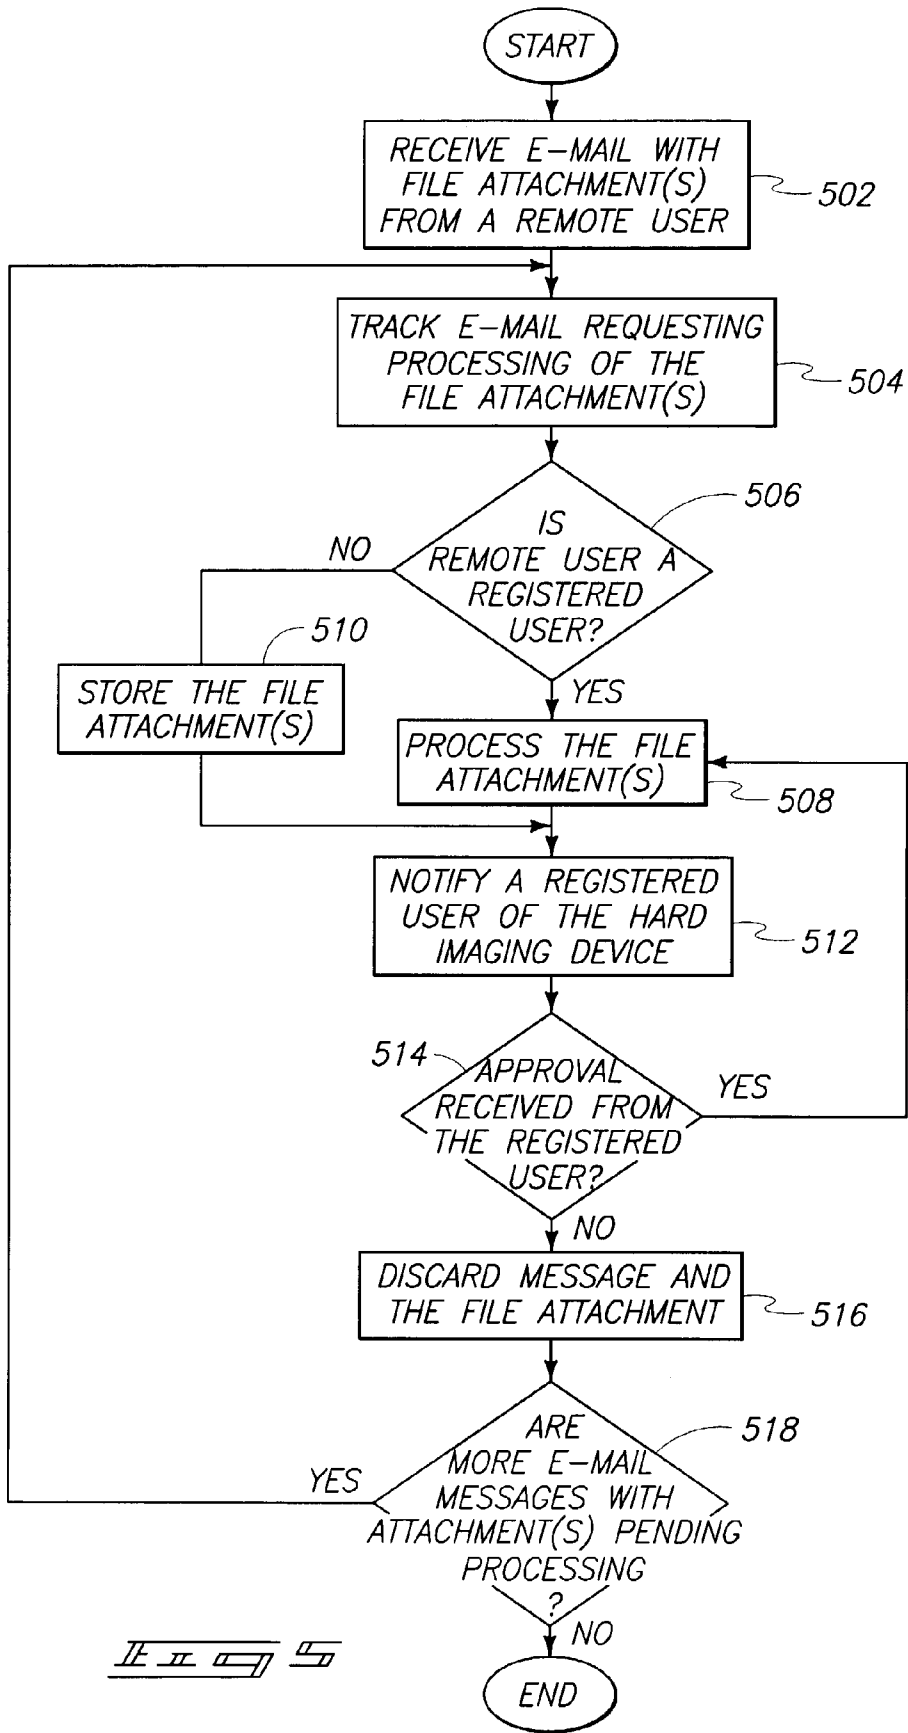 START
RECEIVE E-MAIL WITH
FILE ATTACHMENT(S)
FROM A REMOTE USER
502
TRACK E-MAIL REQUESTING
PROCESSING OF THE
FILE ATTACHMENT(S)
504
506
IS
REMOTE USER A
REGISTERED
USER?
NO
YES
510
STORE THE FILE
ATTACHMENT(S)
PROCESS THE FILE
ATTACHMENT(S)
508
NOTIFY A REGISTERED
USER OF THE HARD
IMAGING DEVICE
512
514
APPROVAL
RECEIVED FROM
THE REGISTERED
USER?
YES
NO
DISCARD MESSAGE AND
THE FILE ATTACHMENT
516
518
ARE
MORE E-MAIL
MESSAGES WITH
ATTACHMENT(S) PENDING
PROCESSING
?
YES
NO
END
FIG 5